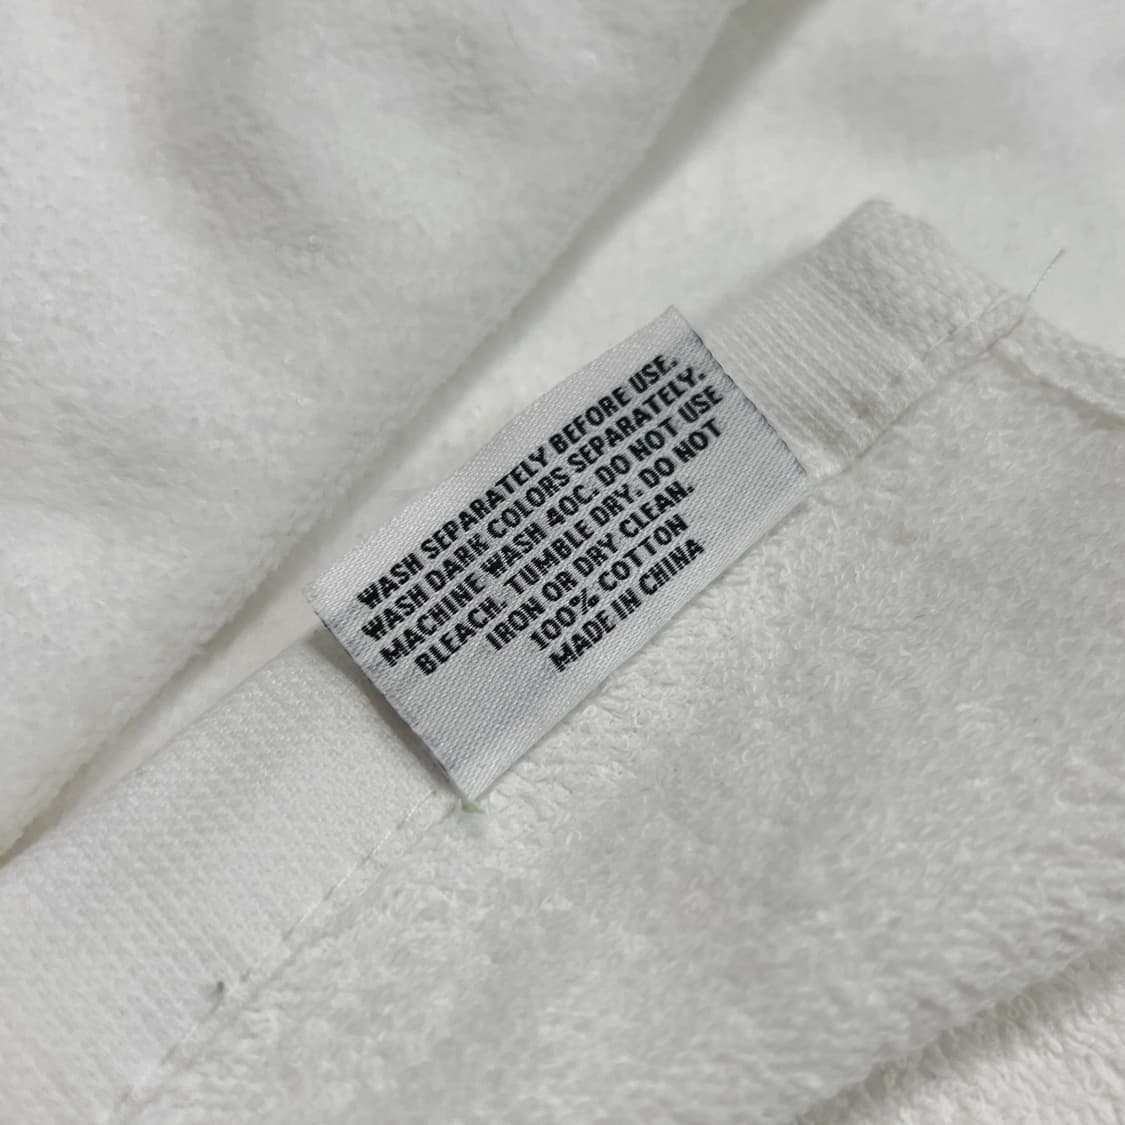 WASH SEPARATELY BEFORE USE.
WASH DARK COLORS SEPARATELY.
MACHINE WASH 40C. DO NOT USE
BLEACH. TUMBLE DRY. DO NOT
IRON OR DRY CLEAN.
100% COTTON
MADE IN CHINA